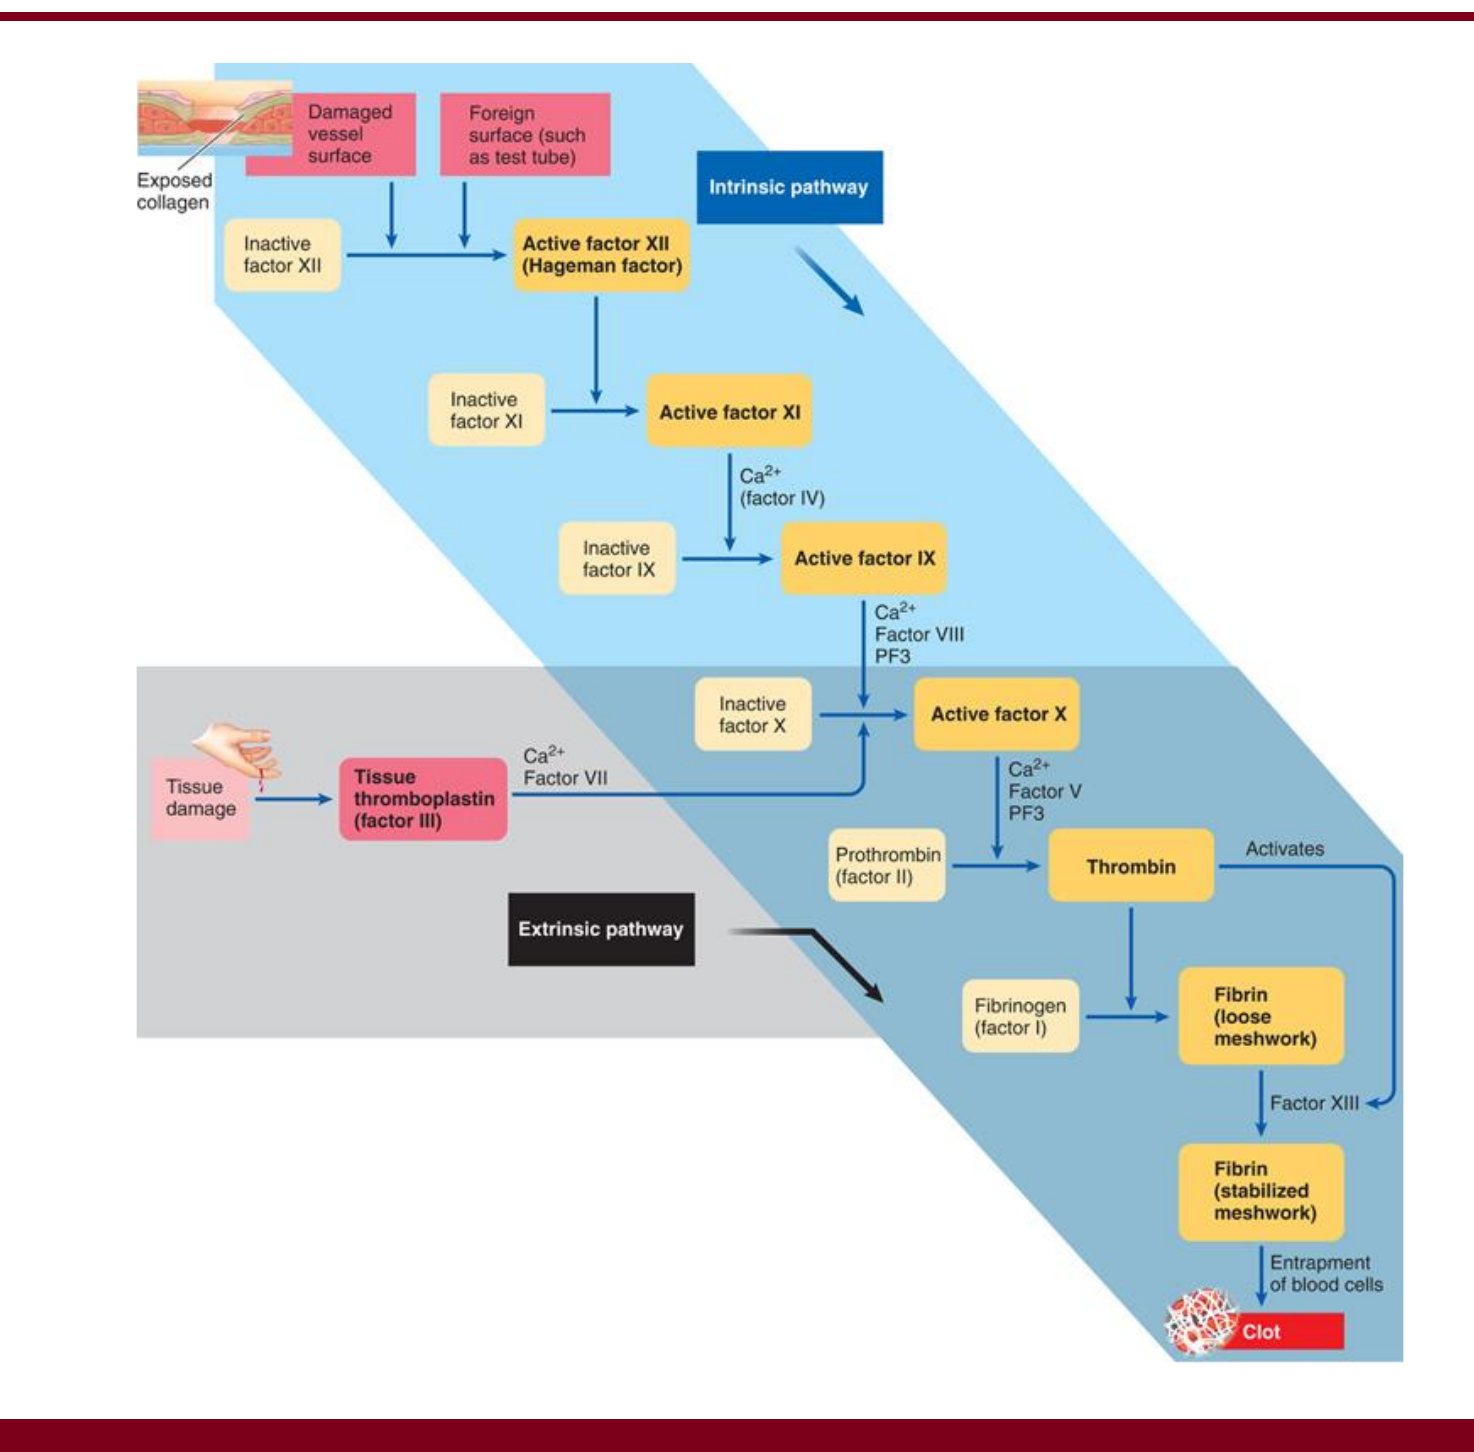 Damaged
vessel
surface
Foreign
surface (such
as test tube)
Exposed
collagen
Intrinsic pathway
Inactive
factor XII
Active factor XII
(Hageman factor)
Inactive
factor XI
Active factor XI
Ca2+
(factor IV)
Inactive
factor IX
Active factor IX
Ca2+
Factor VIII
PF3
Inactive
factor X
Active factor X
Tissue
damage
Tissue
thromboplastin
(factor III)
Ca2+
Factor VII
Ca2+
Factor V
PF3
Prothrombin
(factor II)
Thrombin
Activates
Extrinsic pathway
Fibrinogen
(factor I)
Fibrin
(loose
meshwork)
Factor XIII
Fibrin
(stabilized
meshwork)
Entrapment
of blood cells
Clot